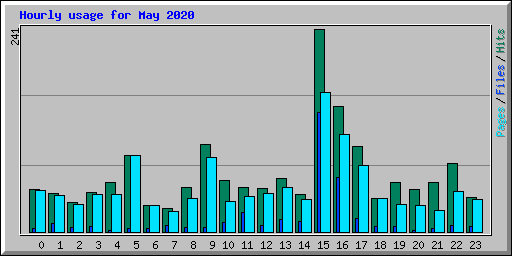 Hourly usage for May 2020
241
Pages/Files/Hits
0 1 2 3 4 5 6 7 8 9 10 11 12 13 14 15 16 17 18 19 20 21 22 23